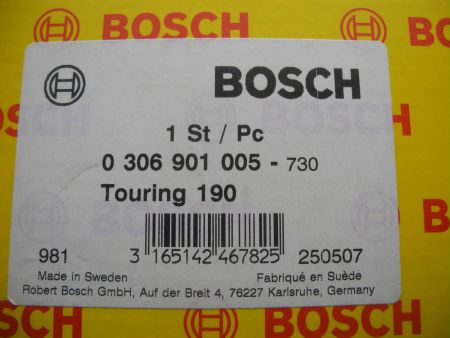 BOSCH
BOSCH
1 St / Pc
0 306 901 005 - 730
Touring 190
981 3 165142 467825 250507
Made in Sweden Fabriqué en Suède
Robert Bosch GmbH, Auf der Breit 4, 76227 Karlsruhe, Germany
BOSCH
BOSCH
BOSCH